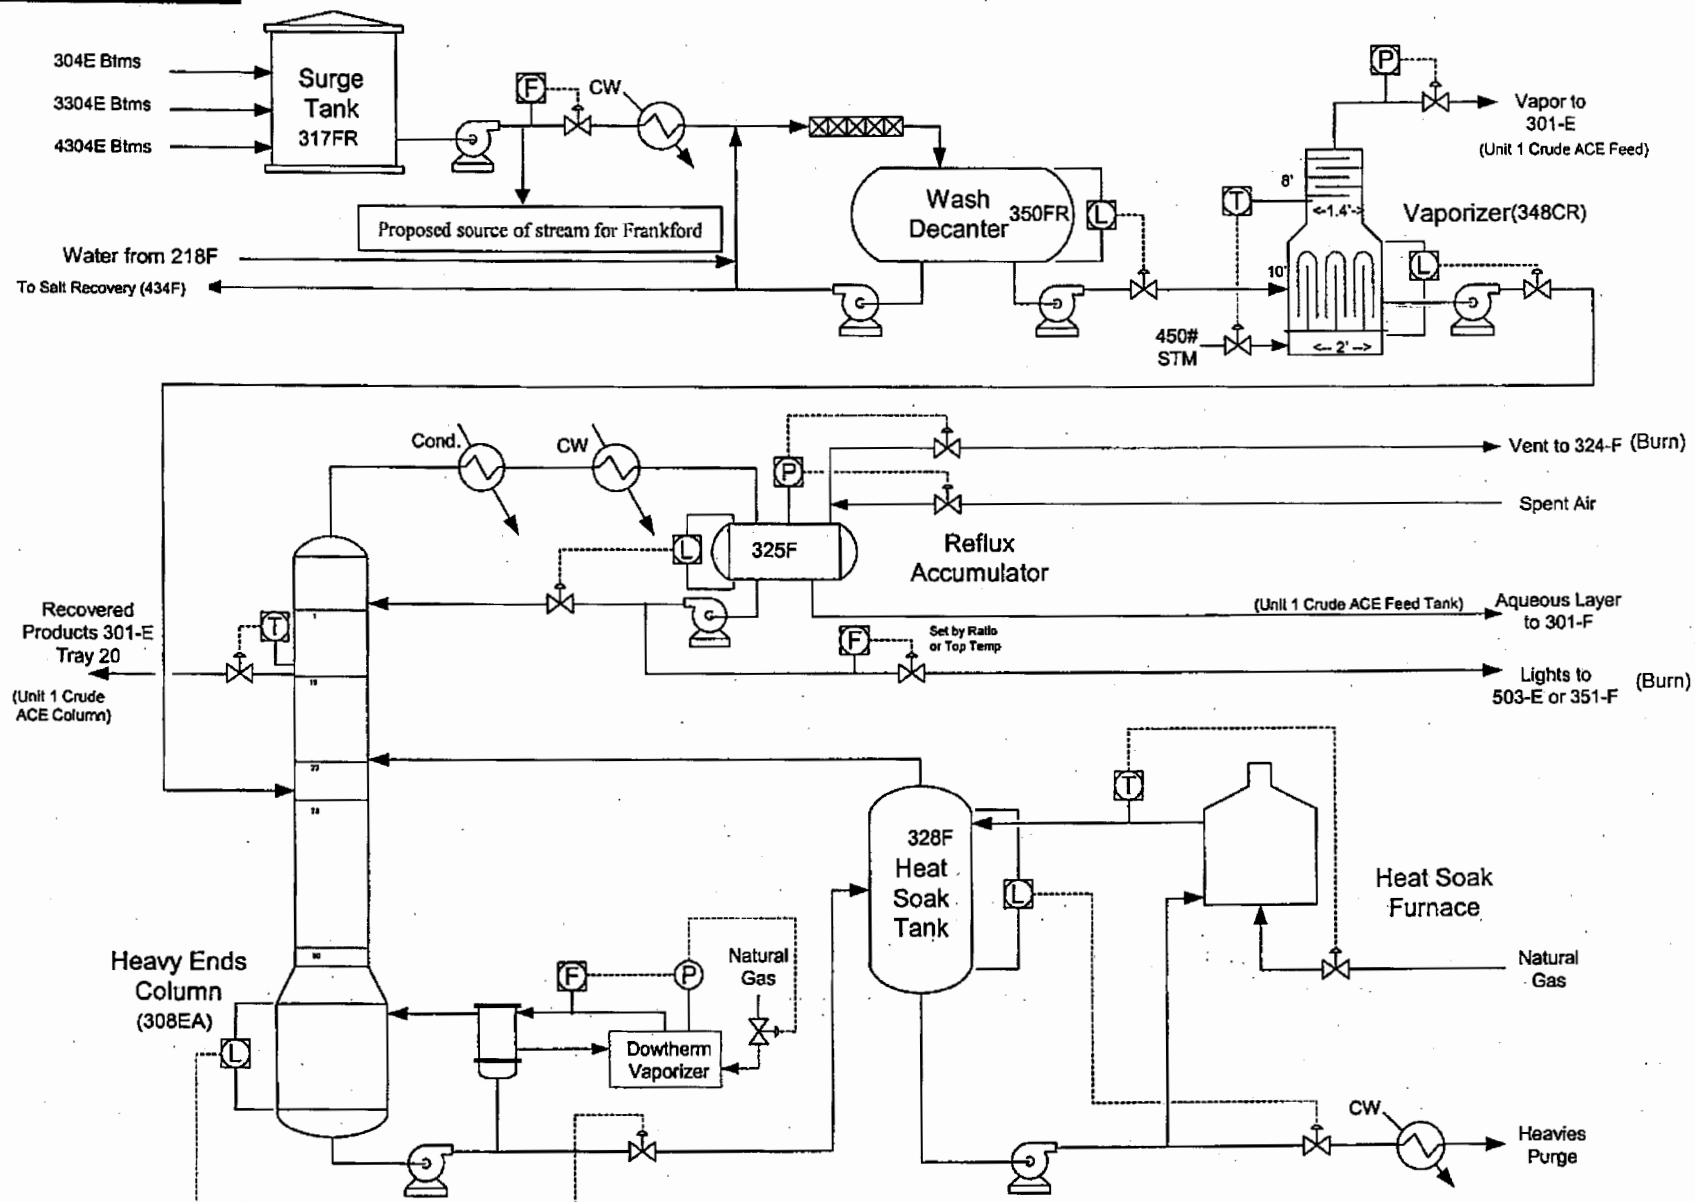 304E Btms
3304E Btms
4304E Btms
Surge
Tank
317FR
F
CW
Proposed source of stream for Frankford
Water from 218F
To Salt Recovery (434F)
Wash
Decanter
350FR
L
P
Vapor to
301-E
(Unit 1 Crude ACE Feed)
8'
T
<-1.4'->
Vaporizer(348CR)
L
10'
450#
STM
<-- 2' -->
Cond.
CW
P
Vent to 324-F (Burn)
Spent Air
L
325F
Reflux
Accumulator
Recovered
Products 301-E
Tray 20
(Unit 1 Crude
ACE Column)
T
1
(Unit 1 Crude ACE Feed Tank)
Aqueous Layer
to 301-F
F
Set by Ratio
or Top Temp
Lights to
503-E or 351-F
(Burn)
T
328F
Heat
Soak
Tank
L
Heat Soak
Furnace
Natural
Gas
Heavy Ends
Column
(308EA)
L
F
P
Natural
Gas
Dowtherm
Vaporizer
CW
Heavies
Purge